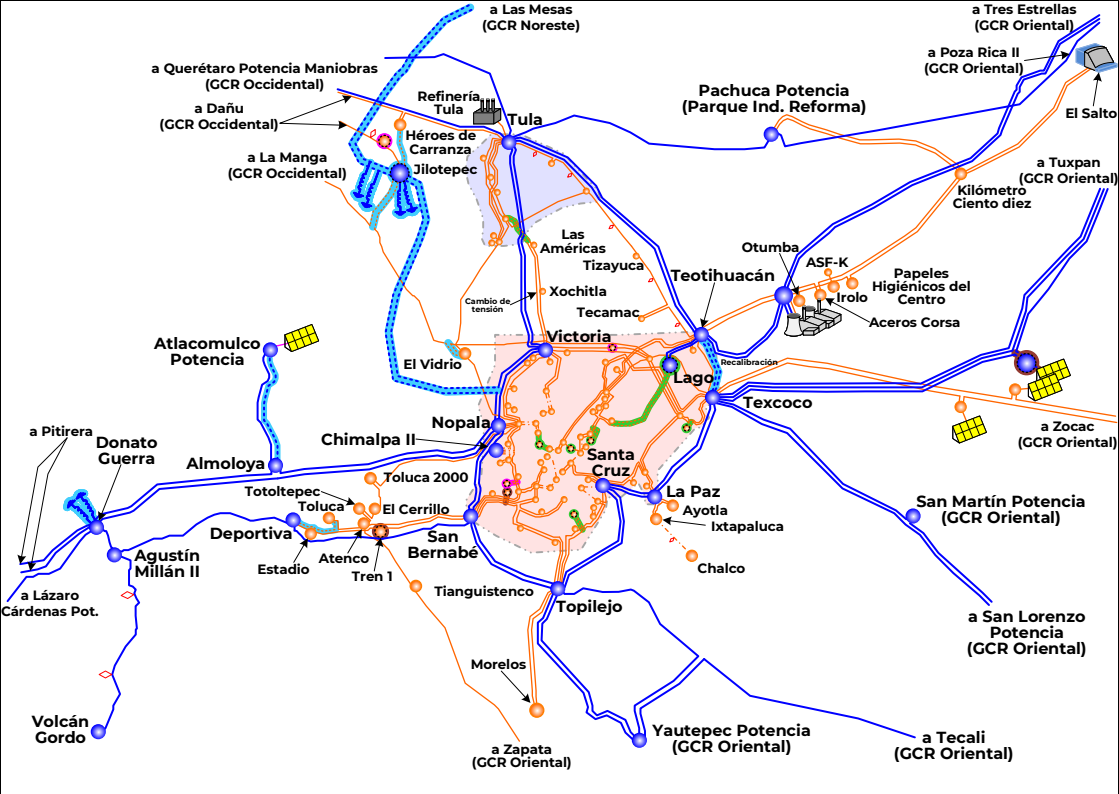 a Las Mesas
(GCR Noreste)
a Tres Estrellas
(GCR Oriental)
a Poza Rica II
(GCR Oriental)
a Querétaro Potencia Maniobras
(GCR Occidental)
Refinería
Tula
Tula
Pachuca Potencia
(Parque Ind. Reforma)
El Salto
a Dañu
(GCR Occidental)
Héroes de
Carranza
a La Manga
(GCR Occidental)
Jilotepec
a Tuxpan
(GCR Oriental)
Kilómetro
Ciento diez
Las
Américas
Tizayuca
Otumba
ASF-K
Teotihuacán
Papeles
Higiénicos del
Centro
Irolo
Xochitla
Cambio de
tensión
Tecamac
Aceros Corsa
Atlacomulco
Potencia
Victoria
El Vidrio
Recalibración
Lago
Texcoco
a Zocac
(GCR Oriental)
Nopala
Chimalpa II
a Pitirera
Donato
Guerra
Almoloya
Santa
Cruz
Toluca 2000
Totoltepec
Toluca
El Cerrillo
La Paz
Ayotla
Ixtapaluca
San Martín Potencia
(GCR Oriental)
Deportiva
San
Bernabé
Estadio
Atenco
Tren 1
Agustín
Millán II
Chalco
a Lázaro
Cárdenas Pot.
Tianguistenco
Topilejo
a San Lorenzo
Potencia
(GCR Oriental)
Morelos
Volcán
Gordo
a Zapata
(GCR Oriental)
Yautepec Potencia
(GCR Oriental)
a Tecali
(GCR Oriental)